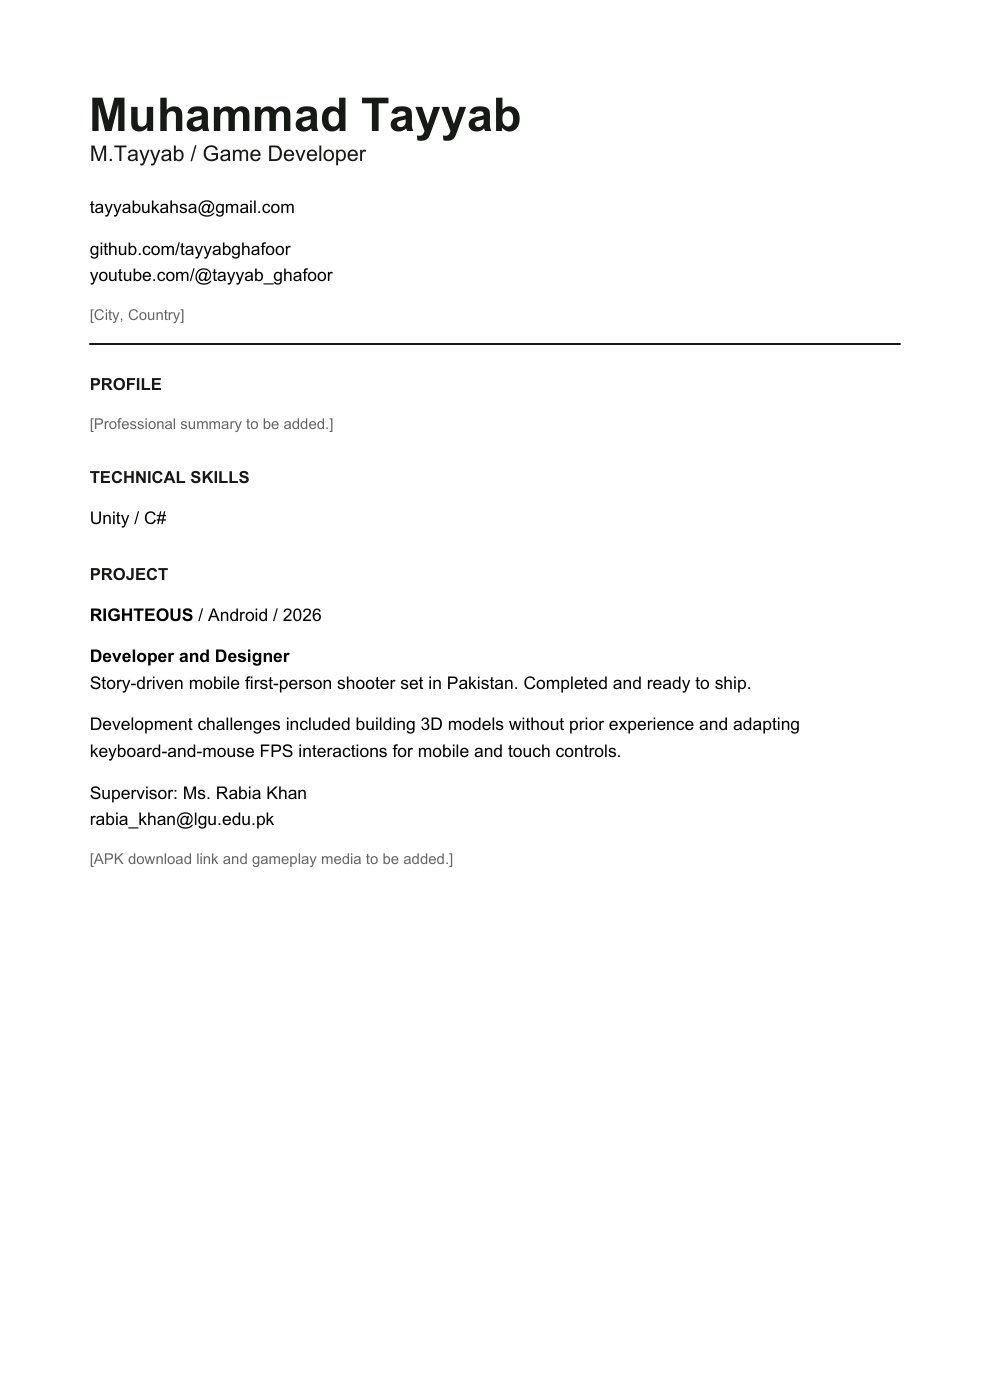 Muhammad Tayyab
M.Tayyab / Game Developer
tayyabukahsa@gmail.com
github.com/tayyabghafoor
youtube.com/@tayyab_ghafoor
[City, Country]
PROFILE
[Professional summary to be added.]
TECHNICAL SKILLS
Unity / C#
PROJECT
RIGHTEOUS / Android / 2026
Developer and Designer
Story-driven mobile first-person shooter set in Pakistan. Completed and ready to ship.
Development challenges included building 3D models without prior experience and adapting
keyboard-and-mouse FPS interactions for mobile and touch controls.
Supervisor: Ms. Rabia Khan
rabia_khan@lgu.edu.pk
[APK download link and gameplay media to be added.]